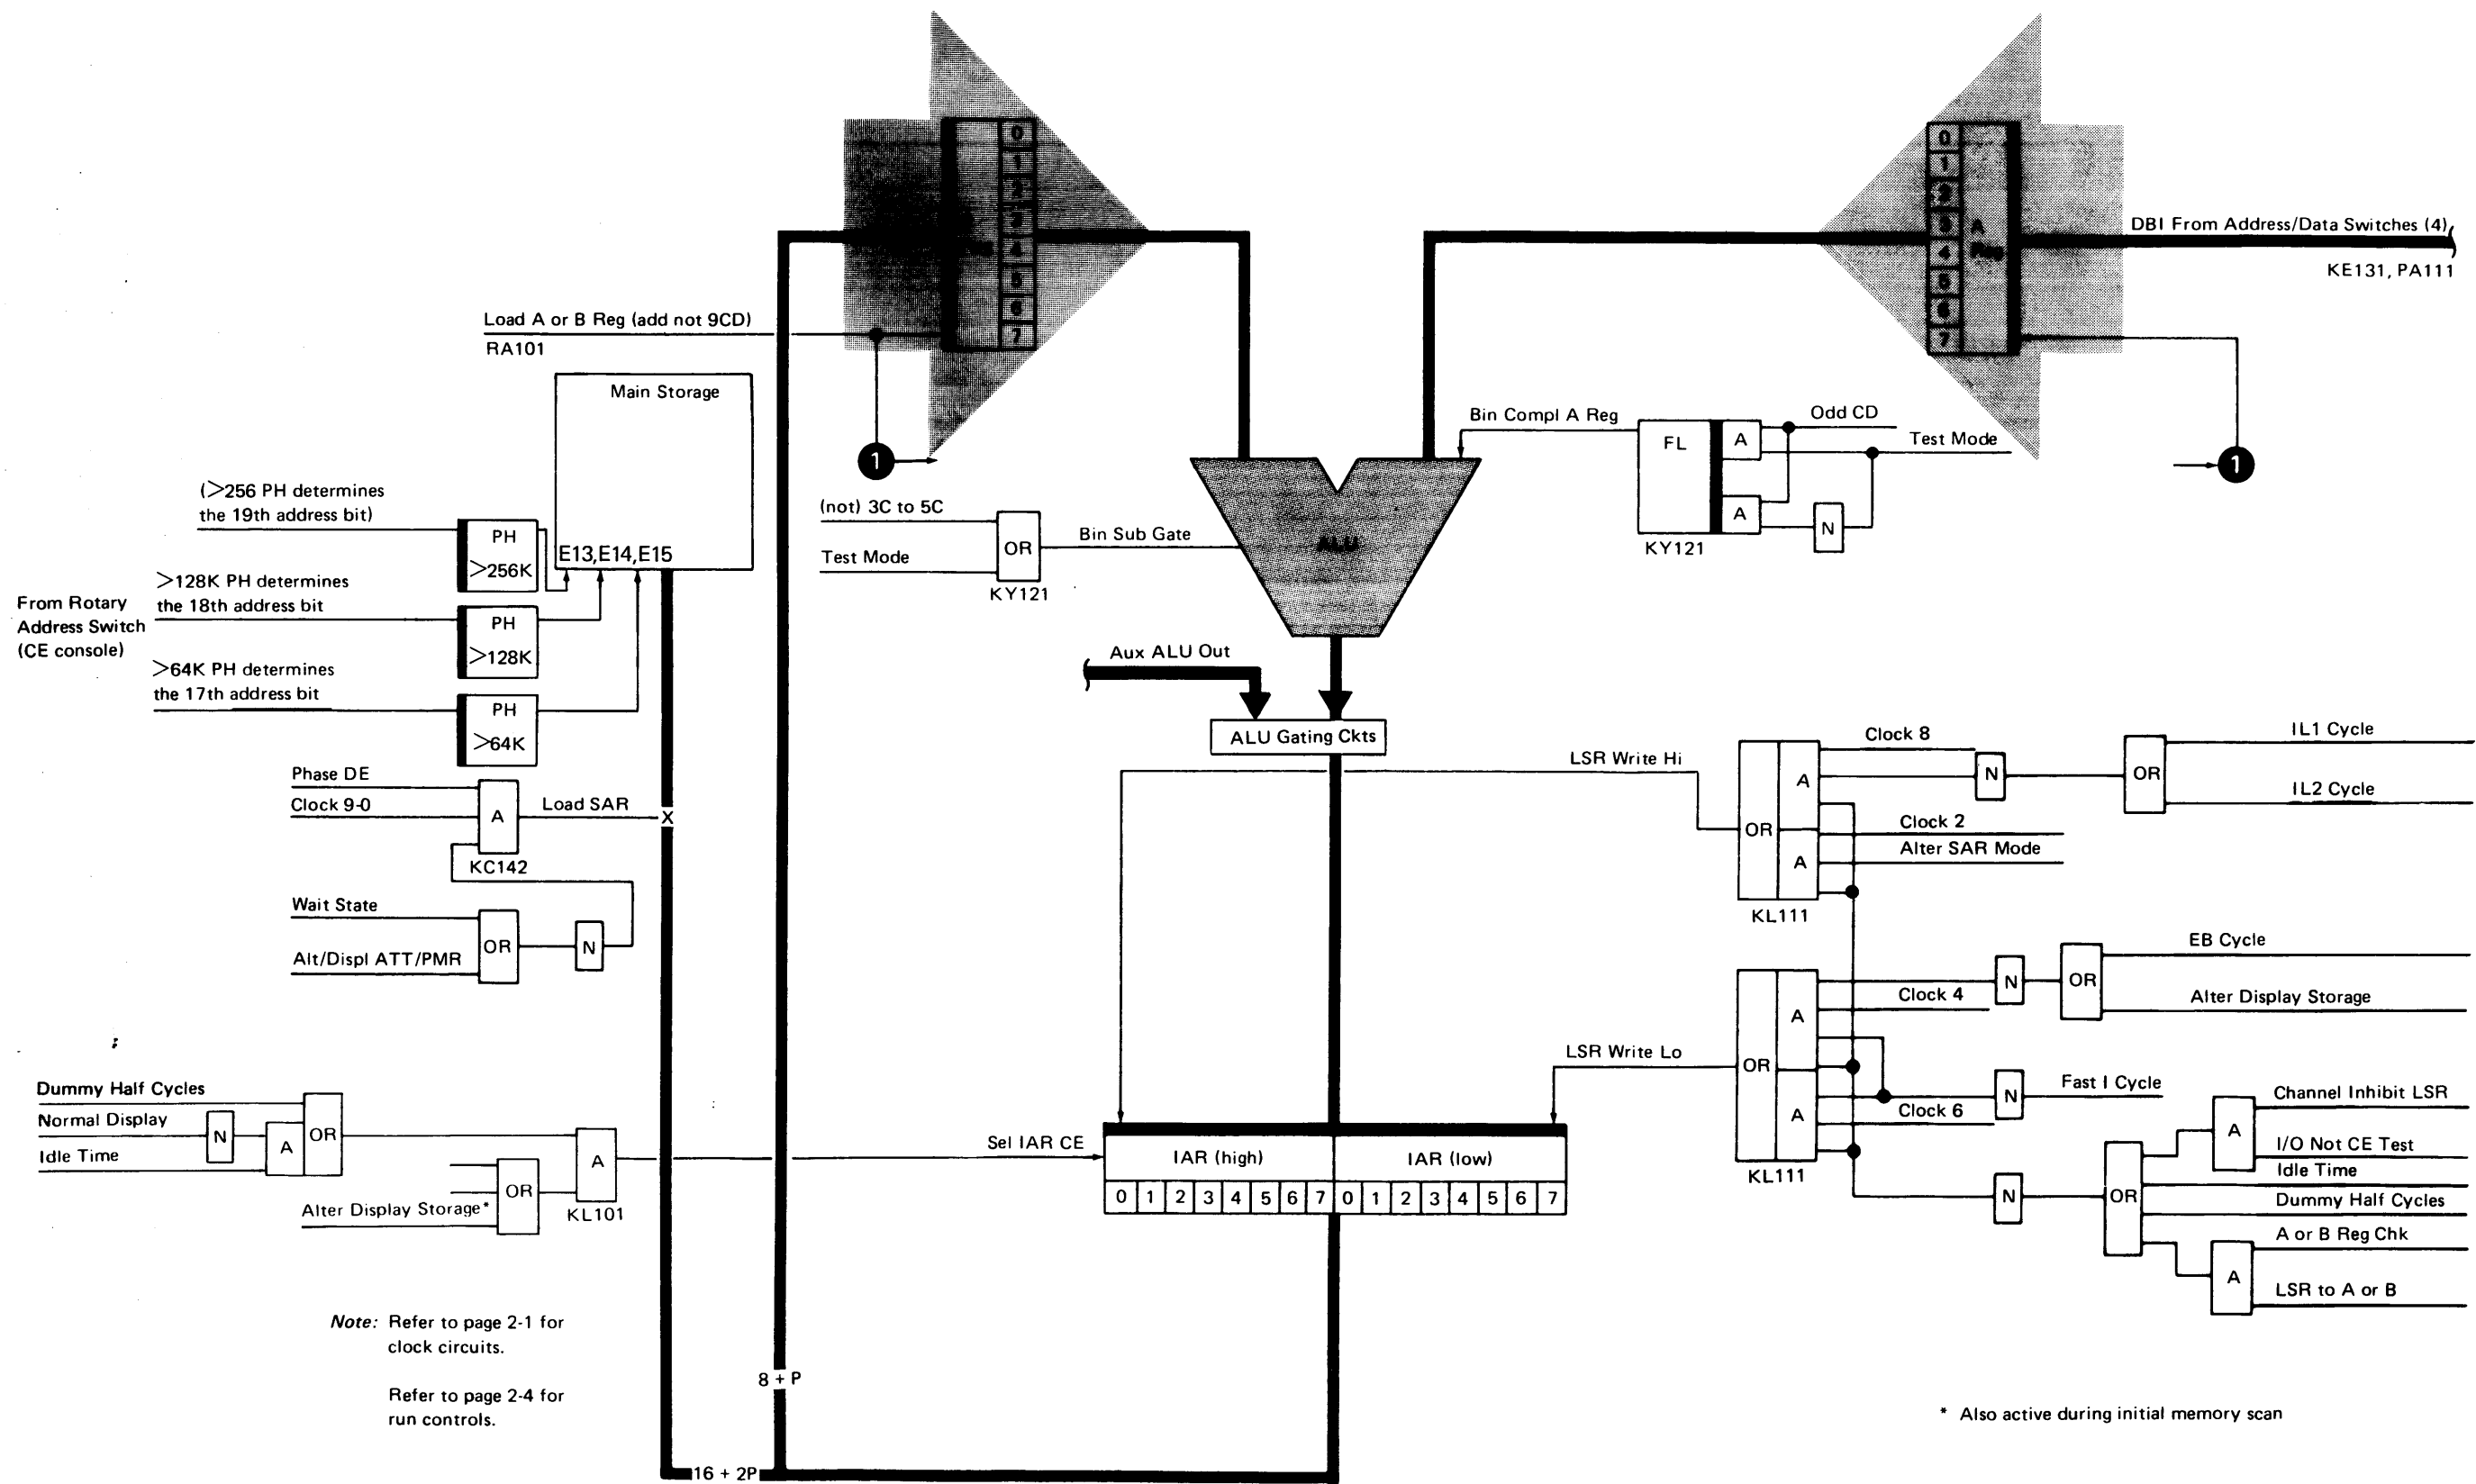 0
1
2
3
4
5
6
7
0
1
2
3
4
5
6
7
A
Reg
DBI From Address/Data Switches (4)
KE131, PA111
Load A or B Reg (add not 9CD)
RA101
Main Storage
E13,E14,E15
1
1
Bin Compl A Reg
FL
A
A
Odd CD
Test Mode
N
KY121
(>256 PH determines
the 19th address bit)
PH
>256K
>128K PH determines
the 18th address bit
PH
>128K
From Rotary
Address Switch
(CE console)
>64K PH determines
the 17th address bit
PH
>64K
(not) 3C to 5C
Test Mode
OR
KY121
Bin Sub Gate
ALU
Aux ALU Out
ALU Gating Ckts
Phase DE
Clock 9-0
A
KC142
Load SAR
X
Wait State
Alt/Displ ATT/PMR
OR
N
LSR Write Hi
OR
A
A
KL111
Clock 8
N
OR
IL1 Cycle
IL2 Cycle
Clock 2
Alter SAR Mode
LSR Write Lo
OR
A
A
KL111
Clock 4
N
OR
EB Cycle
Alter Display Storage
N
Fast I Cycle
Clock 6
N
OR
A
Channel Inhibit LSR
I/O Not CE Test
Idle Time
Dummy Half Cycles
A
A or B Reg Chk
LSR to A or B
Dummy Half Cycles
Normal Display
Idle Time
N
A
OR
Alter Display Storage*
OR
A
KL101
Sel IAR CE
IAR (high)
IAR (low)
0 1 2 3 4 5 6 7 0 1 2 3 4 5 6 7
Note: Refer to page 2-1 for
clock circuits.
Refer to page 2-4 for
run controls.
8 + P
16 + 2P
* Also active during initial memory scan